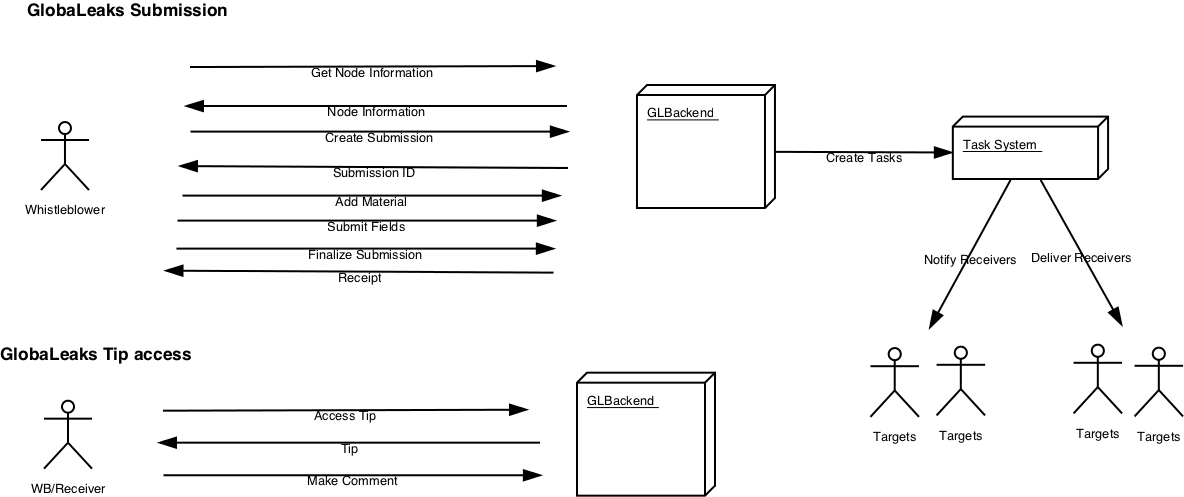 GlobaLeaks Submission
Get Node Information
Node Information
Create Submission
Submission ID
Add Material
Submit Fields
Finalize Submission
Receipt
Whistleblower
GLBackend
Create Tasks
Task System
Notify Receivers
Deliver Receivers
Targets
Targets
Targets
Targets
GlobaLeaks Tip access
Access Tip
Tip
Make Comment
WB/Receiver
GLBackend